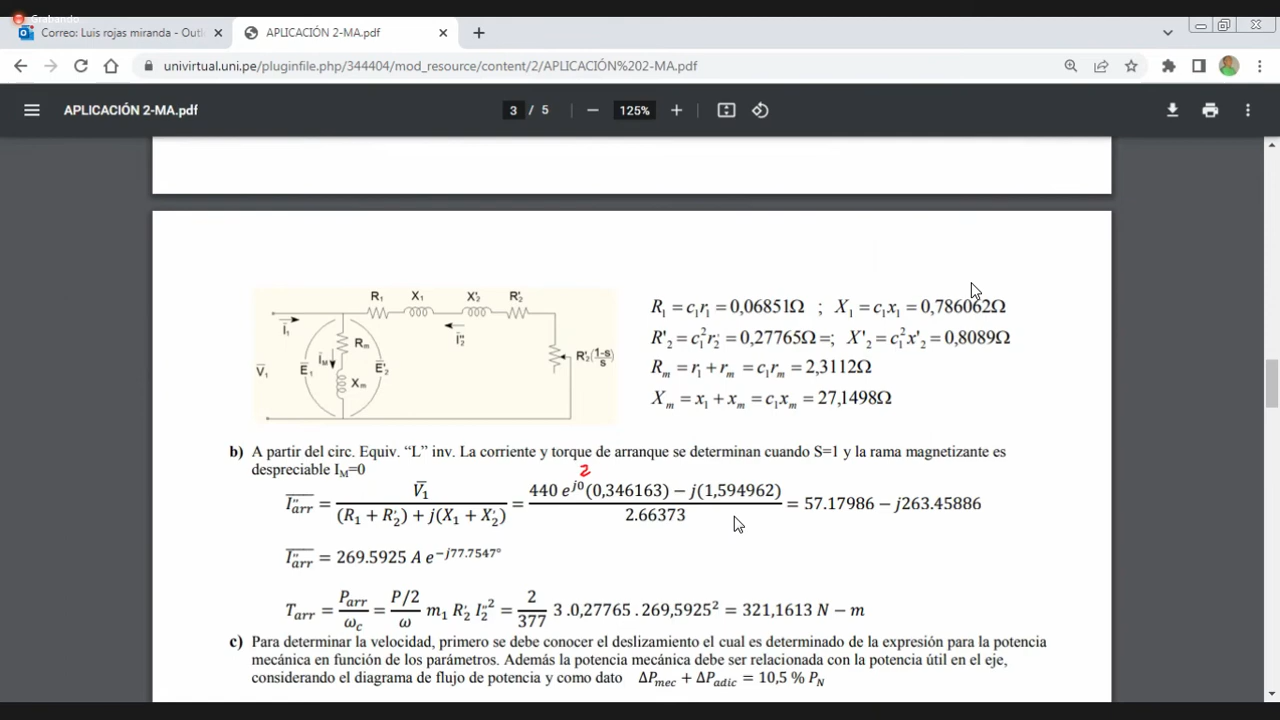 Grabando
Correo: Luis rojas miranda - Outl
APLICACIÓN 2-MA.pdf
univirtual.uni.pe/pluginfile.php/344404/mod_resource/content/2/APLICACIÓN%202-MA.pdf
APLICACIÓN 2-MA.pdf
3 / 5
125%
R₁ X₁ X'₂ R'₂
I₁ I''₂
Rm
IM
V₁ E₁ E'₂ R'₂(1-s/s)
Xm
R₁ = c₁r₁ = 0,06851Ω ; X₁ = c₁x₁ = 0,786062Ω
R'₂ = c₁²r₂' = 0,27765Ω =; X'₂ = c₁²x'₂ = 0,8089Ω
Rₘ = r₁ + rₘ = c₁rₘ = 2,3112Ω
Xₘ = x₁ + xₘ = c₁xₘ = 27,1498Ω
b) A partir del circ. Equiv. “L” inv. La corriente y torque de arranque se determinan cuando S=1 y la rama magnetizante es
despreciable IM=0
2
I''arr = V̄₁ / (R₁ + R₂') + j(X₁ + X₂') = 440 e^j0 (0,346163) − j(1,594962) / 2.66373 = 57.17986 − j263.45886
I''arr = 269.5925 A e^−j77.7547°
Tarr = Parr/ωc = P/2/ω m₁ R₂' I₂''² = 2/377 3 .0,27765 . 269,5925² = 321,1613 N − m
c) Para determinar la velocidad, primero se debe conocer el deslizamiento el cual es determinado de la expresión para la potencia
mecánica en función de los parámetros. Además la potencia mecánica debe ser relacionada con la potencia útil en el eje,
considerando el diagrama de flujo de potencia y como dato ΔPmec + ΔPadic = 10,5 % PN